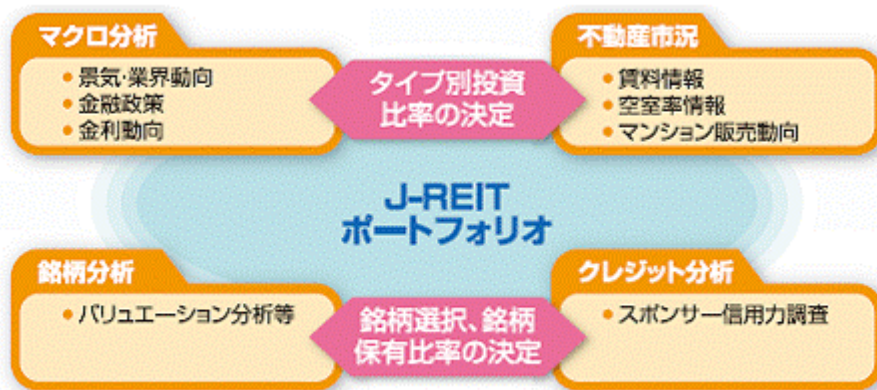 マクロ分析
・景気・業界動向
・金融政策
・金利動向
タイプ別投資
比率の決定
不動産市況
・賃料情報
・空室率情報
・マンション販売動向
J-REIT
ポートフォリオ
銘柄分析
・バリュエーション分析等
銘柄選択、銘柄
保有比率の決定
クレジット分析
・スポンサー信用力調査